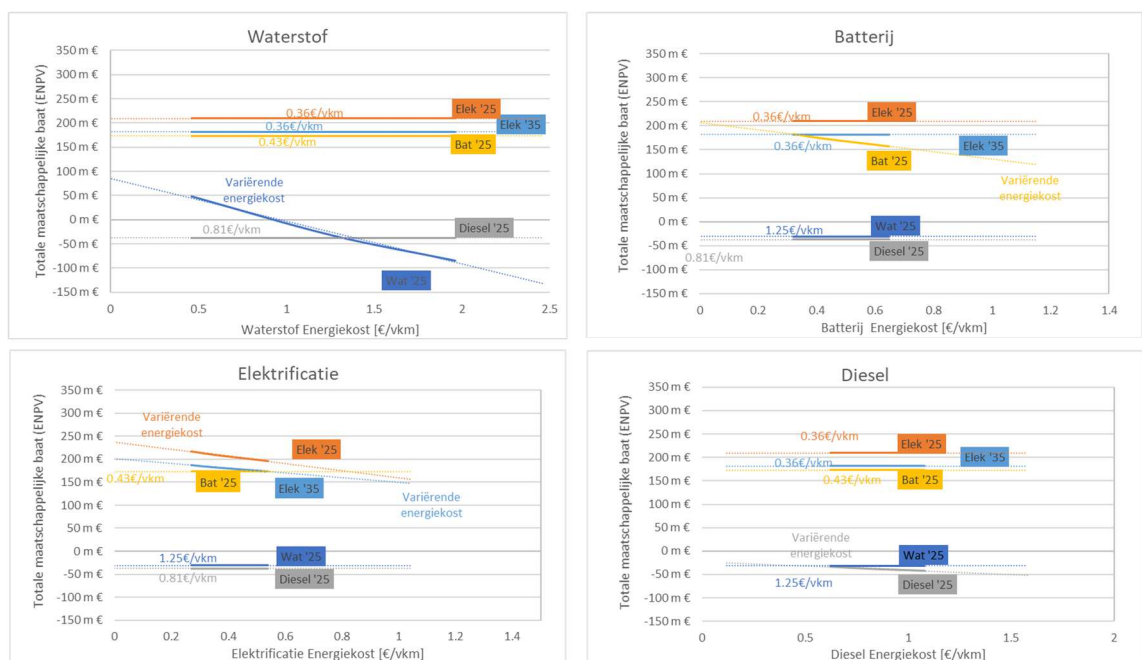 Waterstof
Totale maatschappelijke baat (ENPV)
350 m €
300 m €
250 m €
200 m €
150 m €
100 m €
50 m €
0 m €
-50 m €
-100 m €
-150 m €
0.36€/vkm
Elek '25
0.36€/vkm
Elek '35
0.43€/vkm
Bat '25
Variërende
energiekost
0.81€/vkm
Diesel '25
Wat '25
0
0.5
1
1.5
2
2.5
Waterstof Energiekost [€/vkm]
Batterij
Totale maatschappelijke baat (ENPV)
350 m €
300 m €
250 m €
200 m €
150 m €
100 m €
50 m €
0 m €
-50 m €
-100 m €
-150 m €
0.36€/vkm
Elek '25
0.36€/vkm
Elek '35
Bat '25
Variërende
energiekost
1.25€/vkm
Wat '25
Diesel '25
0.81€/vkm
0
0.2
0.4
0.6
0.8
1
1.2
1.4
Batterij Energiekost [€/vkm]
Elektrificatie
Totale maatschappelijke baat (ENPV)
350 m €
300 m €
250 m €
200 m €
150 m €
100 m €
50 m €
0 m €
-50 m €
-100 m €
-150 m €
Variërende
energiekost
Elek '25
0.43€/vkm
Bat '25
Elek '35
Variërende
energiekost
1.25€/vkm
Wat '25
0.81€/vkm
Diesel '25
0
0.2
0.4
0.6
0.8
1
1.2
1.4
Elektrificatie Energiekost [€/vkm]
Diesel
Totale maatschappelijke baat (ENPV)
350 m €
300 m €
250 m €
200 m €
150 m €
100 m €
50 m €
0 m €
-50 m €
-100 m €
-150 m €
0.36€/vkm
Elek '25
0.36€/vkm
Elek '35
0.43€/vkm
Bat '25
Variërende
energiekost
Wat '25
1.25€/vkm
Diesel '25
0
0.5
1
1.5
2
Diesel Energiekost [€/vkm]